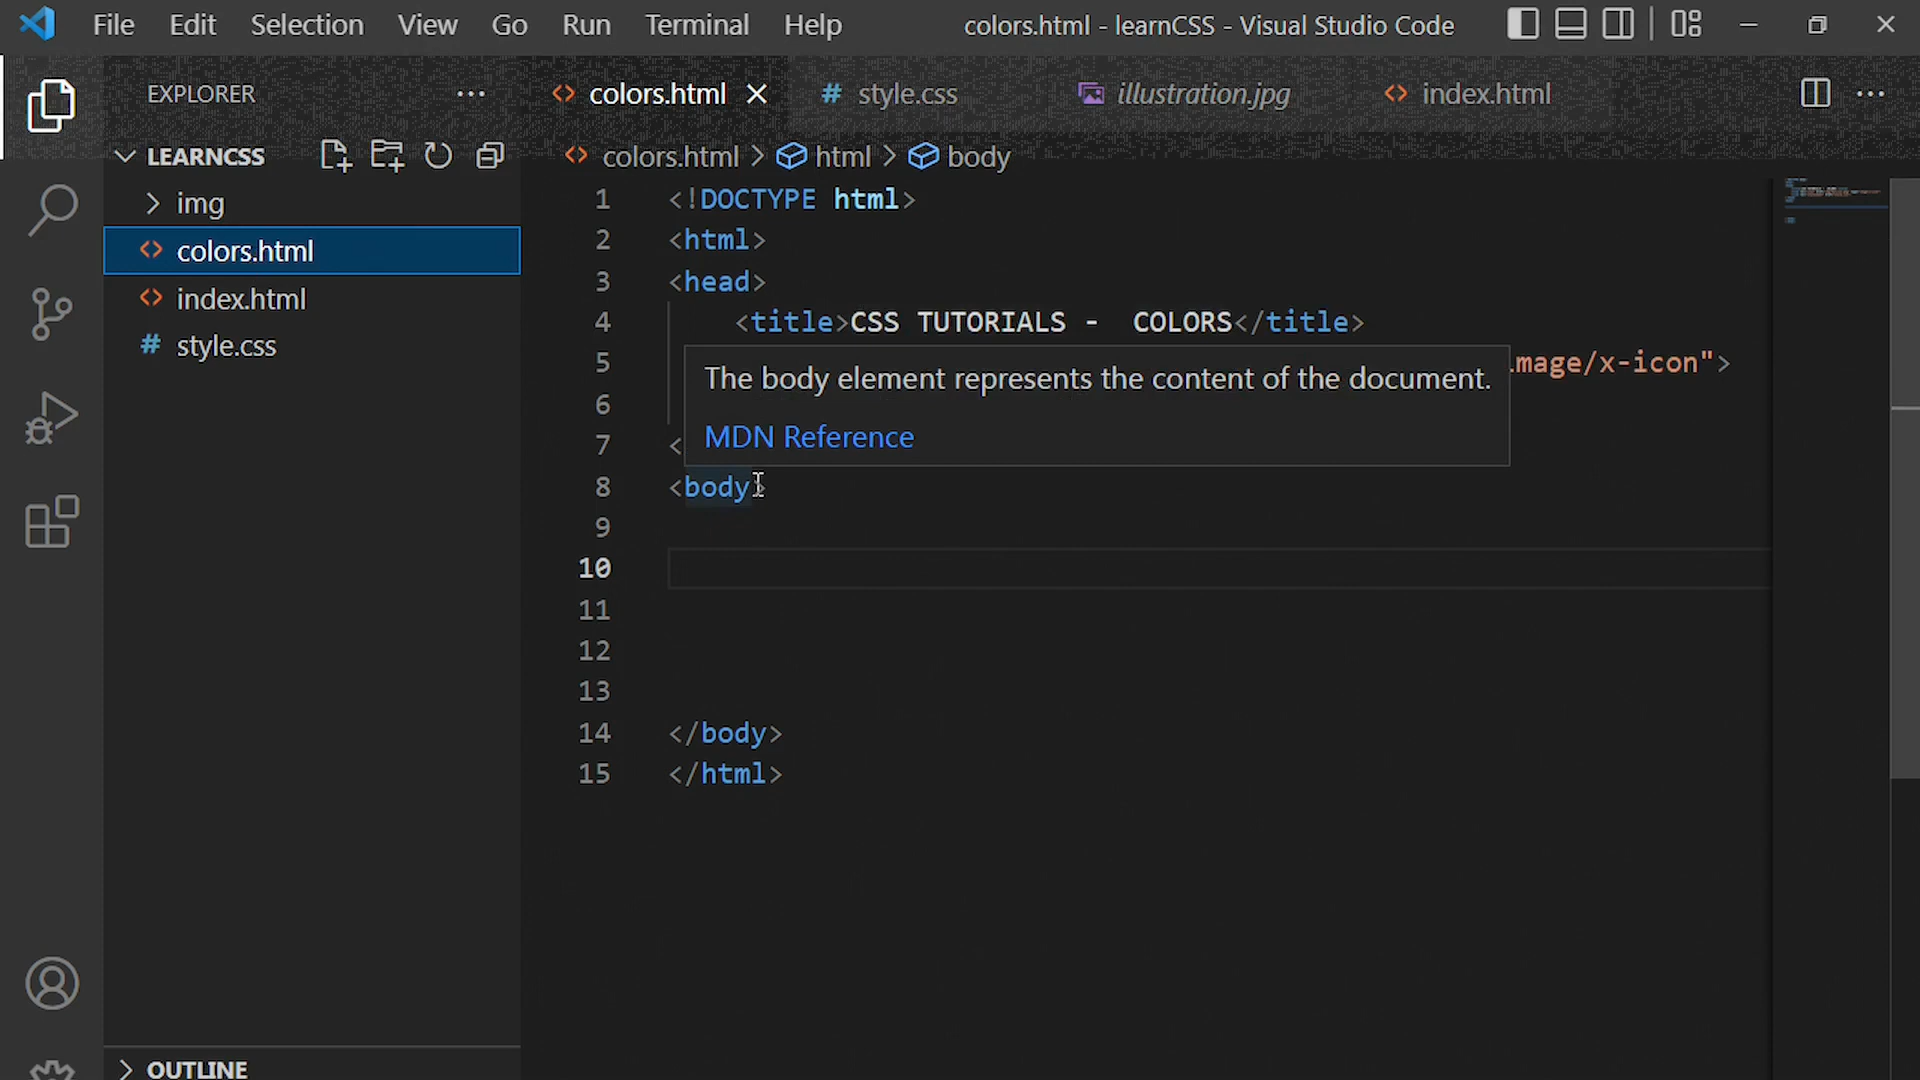 File Edit Selection View Go Run Terminal Help colors.html - learnCSS - Visual Studio Code
EXPLORER
colors.html
# style.css
illustration.jpg
index.html
LEARNCSS
colors.html > html > body
img
colors.html
index.html
# style.css
1 <!DOCTYPE html>
2 <html>
3 <head>
4 <title>CSS TUTORIALS -  COLORS</title>
5 mage/x-icon">
The body element represents the content of the document.
6
MDN Reference
7 <
8 <body>
9
10
11
12
13
14 </body>
15 </html>
OUTLINE